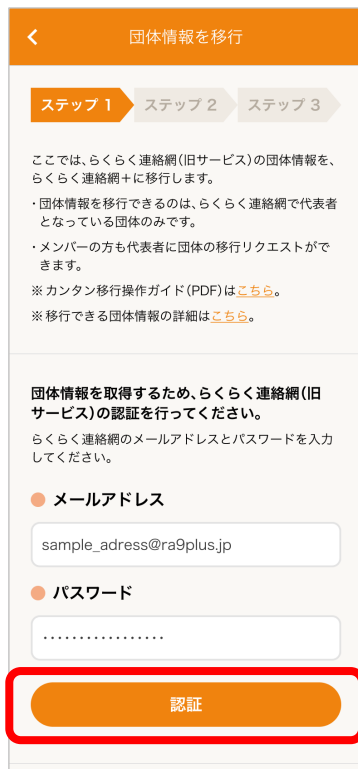 団体情報を移行
ステップ 1 ステップ 2 ステップ 3
ここでは、らくらく連絡網(旧サービス)の団体情報を、
らくらく連絡網+に移行します。
・団体情報を移行できるのは、らくらく連絡網で代表者
となっている団体のみです。
・メンバーの方も代表者に団体の移行リクエストがで
きます。
※カンタン移行操作ガイド(PDF)はこちら。
※移行できる団体情報の詳細はこちら。
団体情報を取得するため、らくらく連絡網(旧
サービス)の認証を行ってください。
らくらく連絡網のメールアドレスとパスワードを入力
してください。
メールアドレス
sample_adress@ra9plus.jp
パスワード
·················
認証